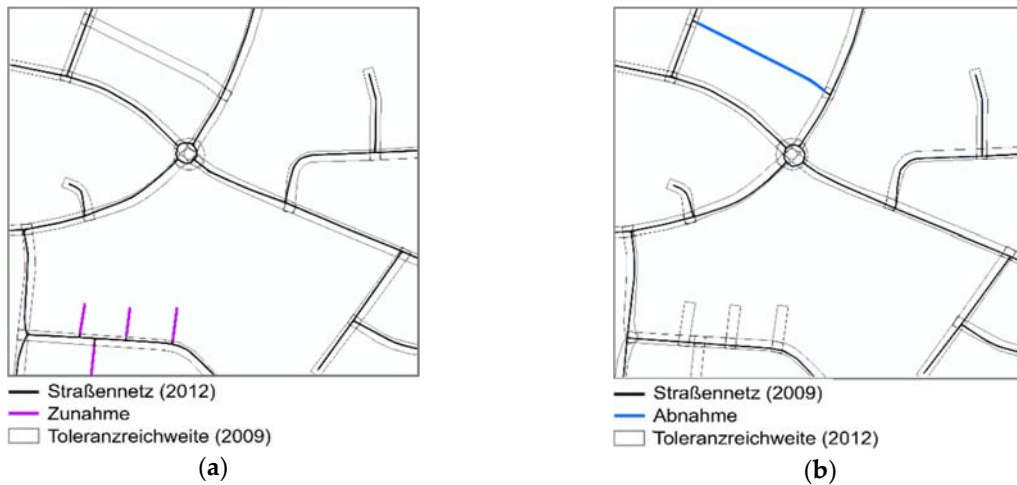 Straßennetz (2012)
Zunahme
Toleranzreichweite (2009)
(a)
Straßennetz (2009)
Abnahme
Toleranzreichweite (2012)
(b)